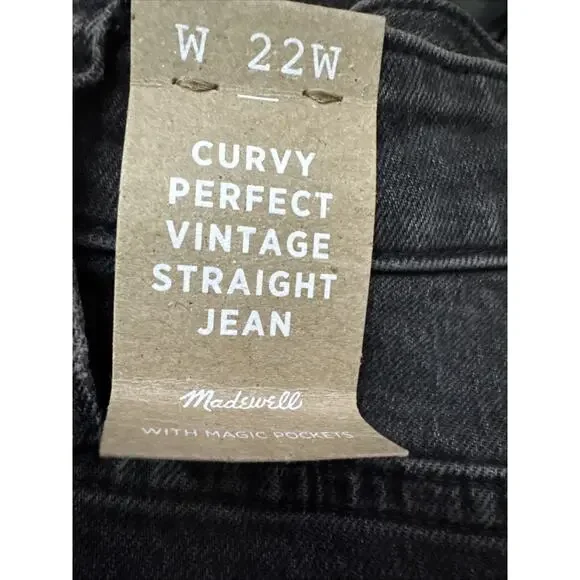 W 22W
CURVY
PERFECT
VINTAGE
STRAIGHT
JEAN
Madewell
WITH MAGIC POCKETS